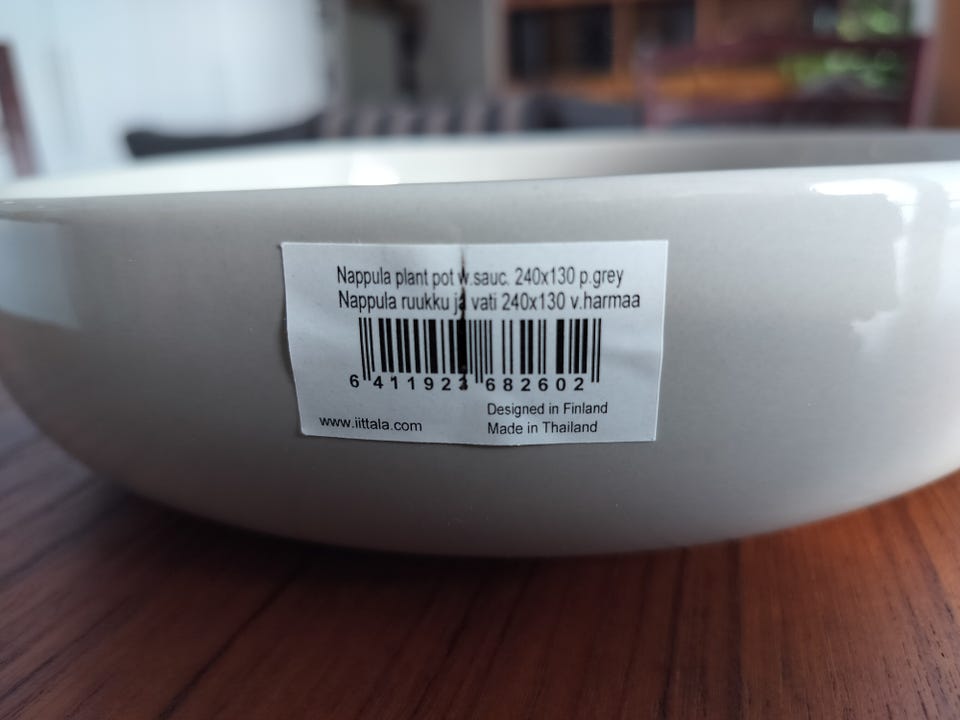 Nappula plant pot w.sauc. 240x130 p.grey
Nappula ruukku ja vati 240x130 v.harmaa
6 411923 682602
Designed in Finland
www.iittala.com Made in Thailand